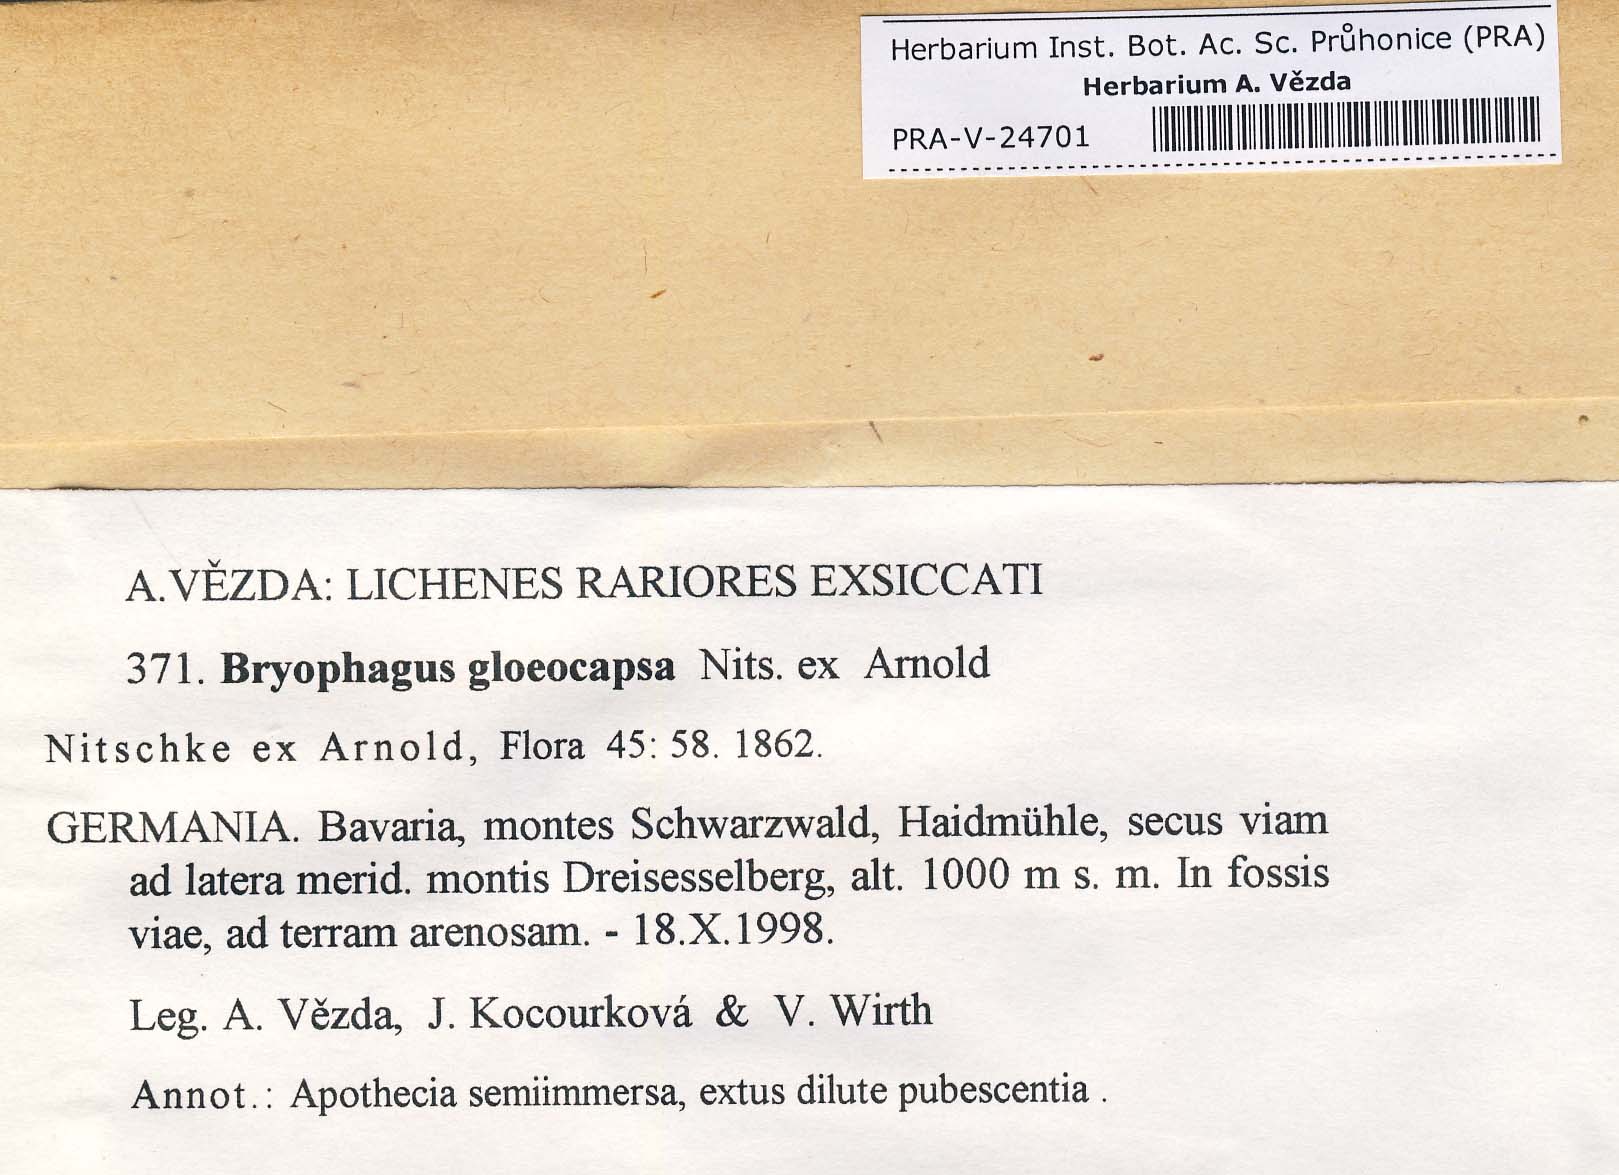 Herbarium Inst. Bot. Ac. Sc. Průhonice (PRA)
Herbarium A. Vězda
PRA-V-24701
A. VĚZDA: LICHENES RARIORES EXSICCATI
371. Bryophagus gloeocapsa Nits. ex Arnold
Nitschke ex Arnold, Flora 45: 58. 1862.
GERMANIA. Bavaria, montes Schwarzwald, Haidmühle, secus viam
ad latera merid. montis Dreisesselberg, alt. 1000 m s. m. In fossis
viae, ad terram arenosam. - 18.X.1998.
Leg. A. Vězda, J. Kocourková & V. Wirth
Annot.: Apothecia semiimmersa, extus dilute pubescentia .